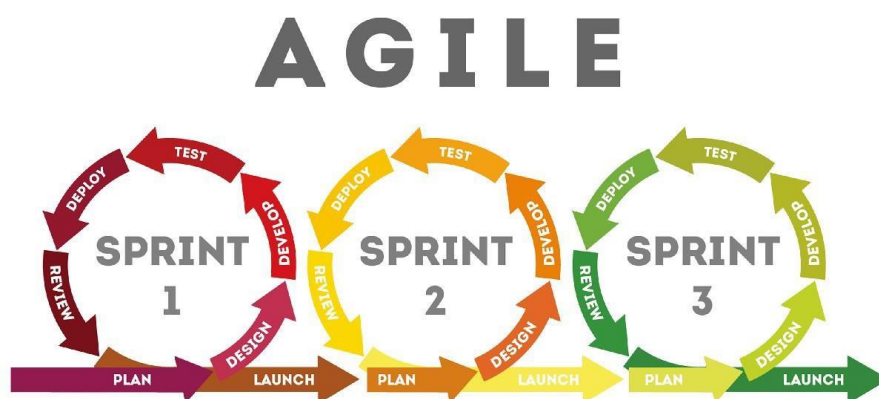 AGILE
SPRINT
1
PLAN
DESIGN
DEVELOP
TEST
DEPLOY
REVIEW
LAUNCH
SPRINT
2
PLAN
DESIGN
DEVELOP
TEST
DEPLOY
REVIEW
LAUNCH
SPRINT
3
PLAN
DESIGN
DEVELOP
TEST
DEPLOY
REVIEW
LAUNCH